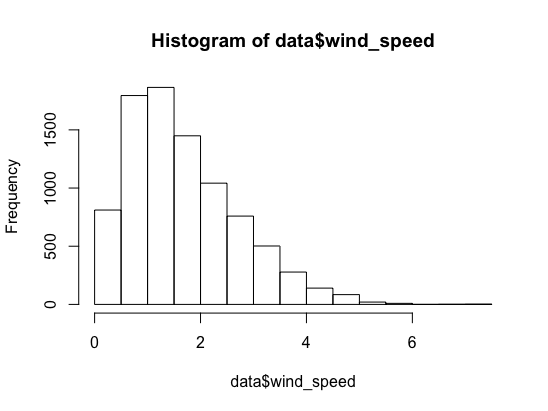 Histogram of data$wind_speed
Frequency
1500
1000
500
0
0 2 4 6
data$wind_speed